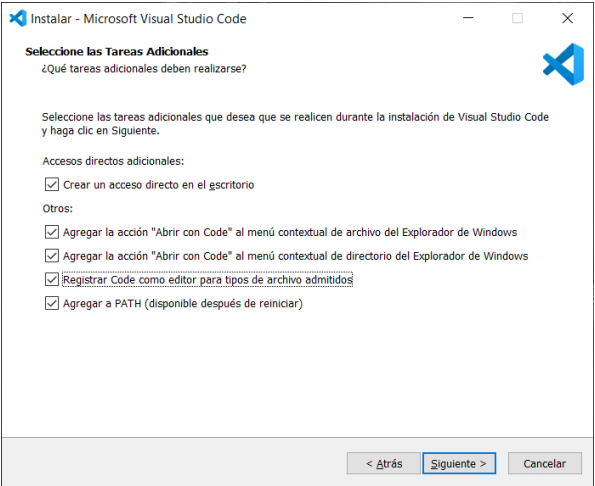 Instalar - Microsoft Visual Studio Code
Seleccione las Tareas Adicionales
¿Qué tareas adicionales deben realizarse?
Seleccione las tareas adicionales que desea que se realicen durante la instalación de Visual Studio Code
y haga clic en Siguiente.
Accesos directos adicionales:
Crear un acceso directo en el escritorio
Otros:
Agregar la acción "Abrir con Code" al menú contextual de archivo del Explorador de Windows
Agregar la acción "Abrir con Code" al menú contextual de directorio del Explorador de Windows
Registrar Code como editor para tipos de archivo admitidos
Agregar a PATH (disponible después de reiniciar)
< Atrás Siguiente > Cancelar